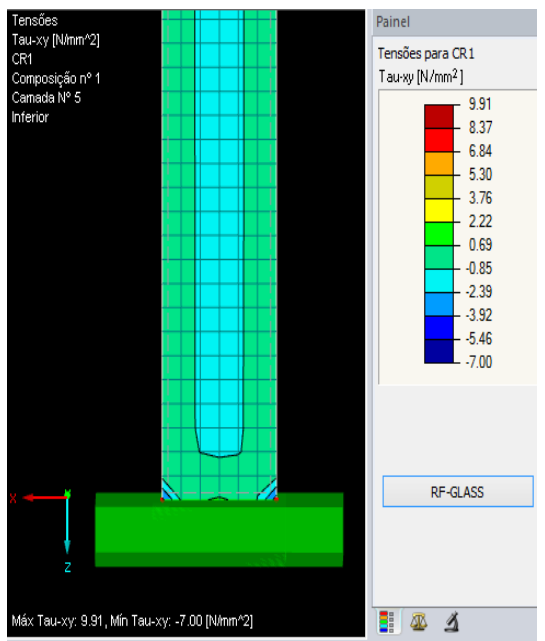 Tensões
Tau-xy [N/mm^2]
CR1
Composição nº 1
Camada Nº 5
Inferior
X
Z
Máx Tau-xy: 9.91, Mín Tau-xy: -7.00 [N/mm^2]
Painel
Tensões para CR1
Tau-xy [N/mm²]
9.91
8.37
6.84
5.30
3.76
2.22
0.69
-0.85
-2.39
-3.92
-5.46
-7.00
RF-GLASS